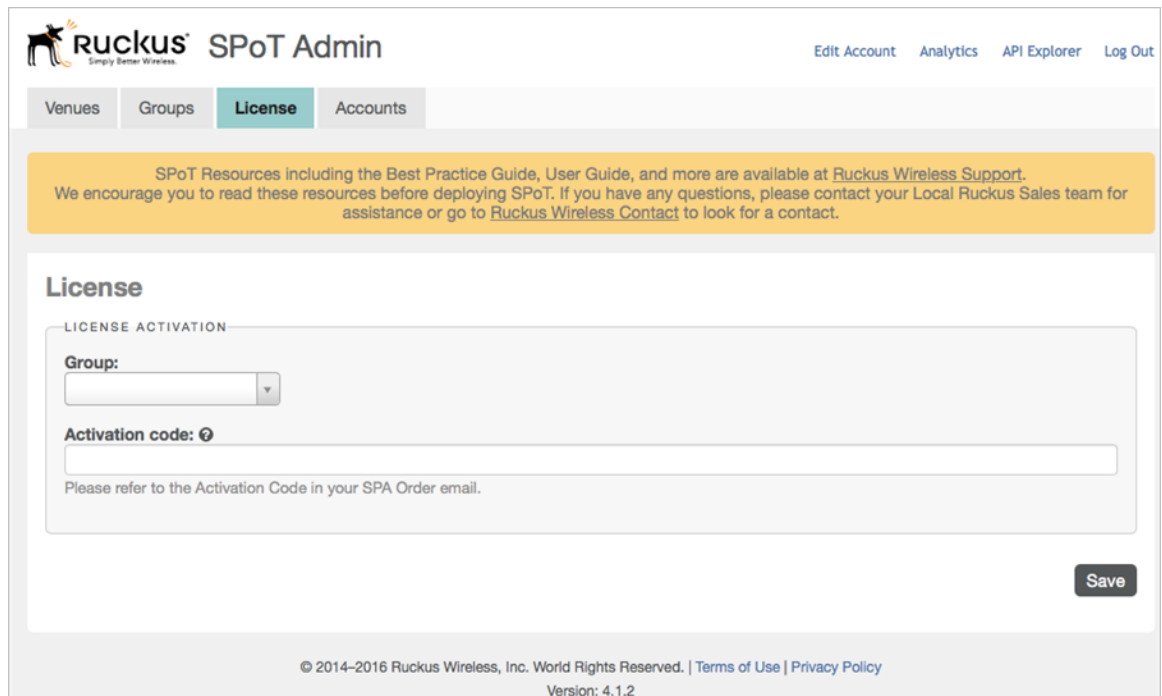 Ruckus SPoT Admin
Simply Better Wireless.
Edit Account Analytics API Explorer Log Out
Venues Groups License Accounts
SPoT Resources including the Best Practice Guide, User Guide, and more are available at Ruckus Wireless Support.
We encourage you to read these resources before deploying SPoT. If you have any questions, please contact your Local Ruckus Sales team for
assistance or go to Ruckus Wireless Contact to look for a contact.
License
LICENSE ACTIVATION
Group:
Activation code:
Please refer to the Activation Code in your SPA Order email.
Save
© 2014–2016 Ruckus Wireless, Inc. World Rights Reserved. | Terms of Use | Privacy Policy
Version: 4.1.2